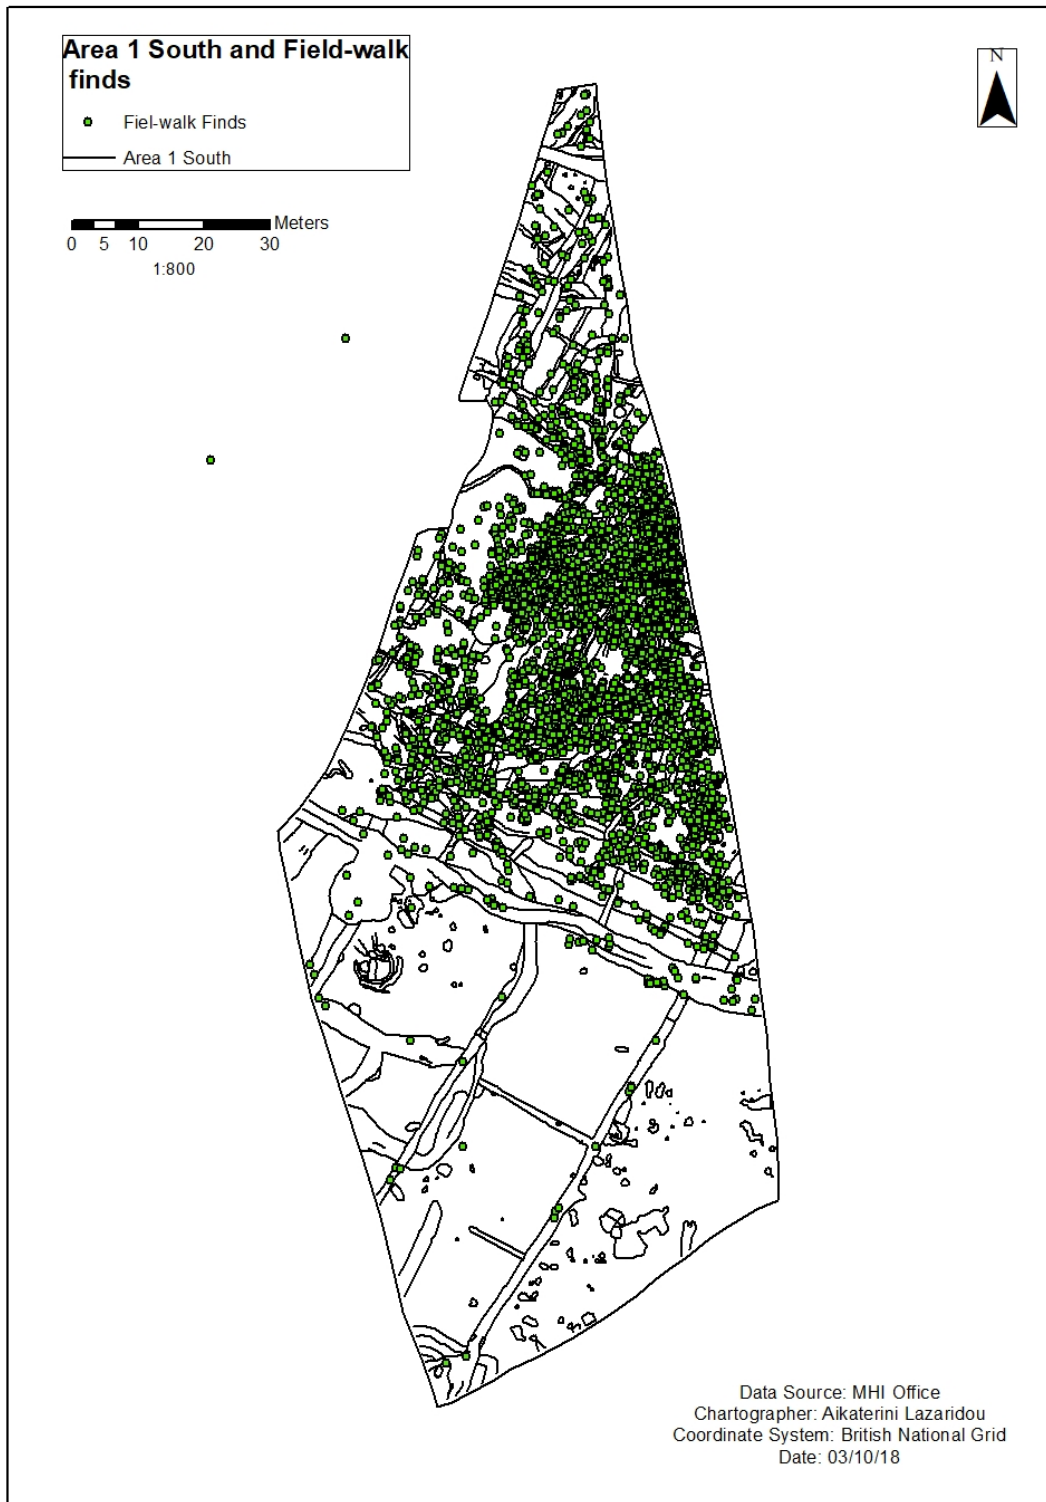 Area 1 South and Field-walk
finds
Fiel-walk Finds
Area 1 South
N
Meters
0 5 10 20 30
1:800
Data Source: MHI Office
Chartographer: Aikaterini Lazaridou
Coordinate System: British National Grid
Date: 03/10/18